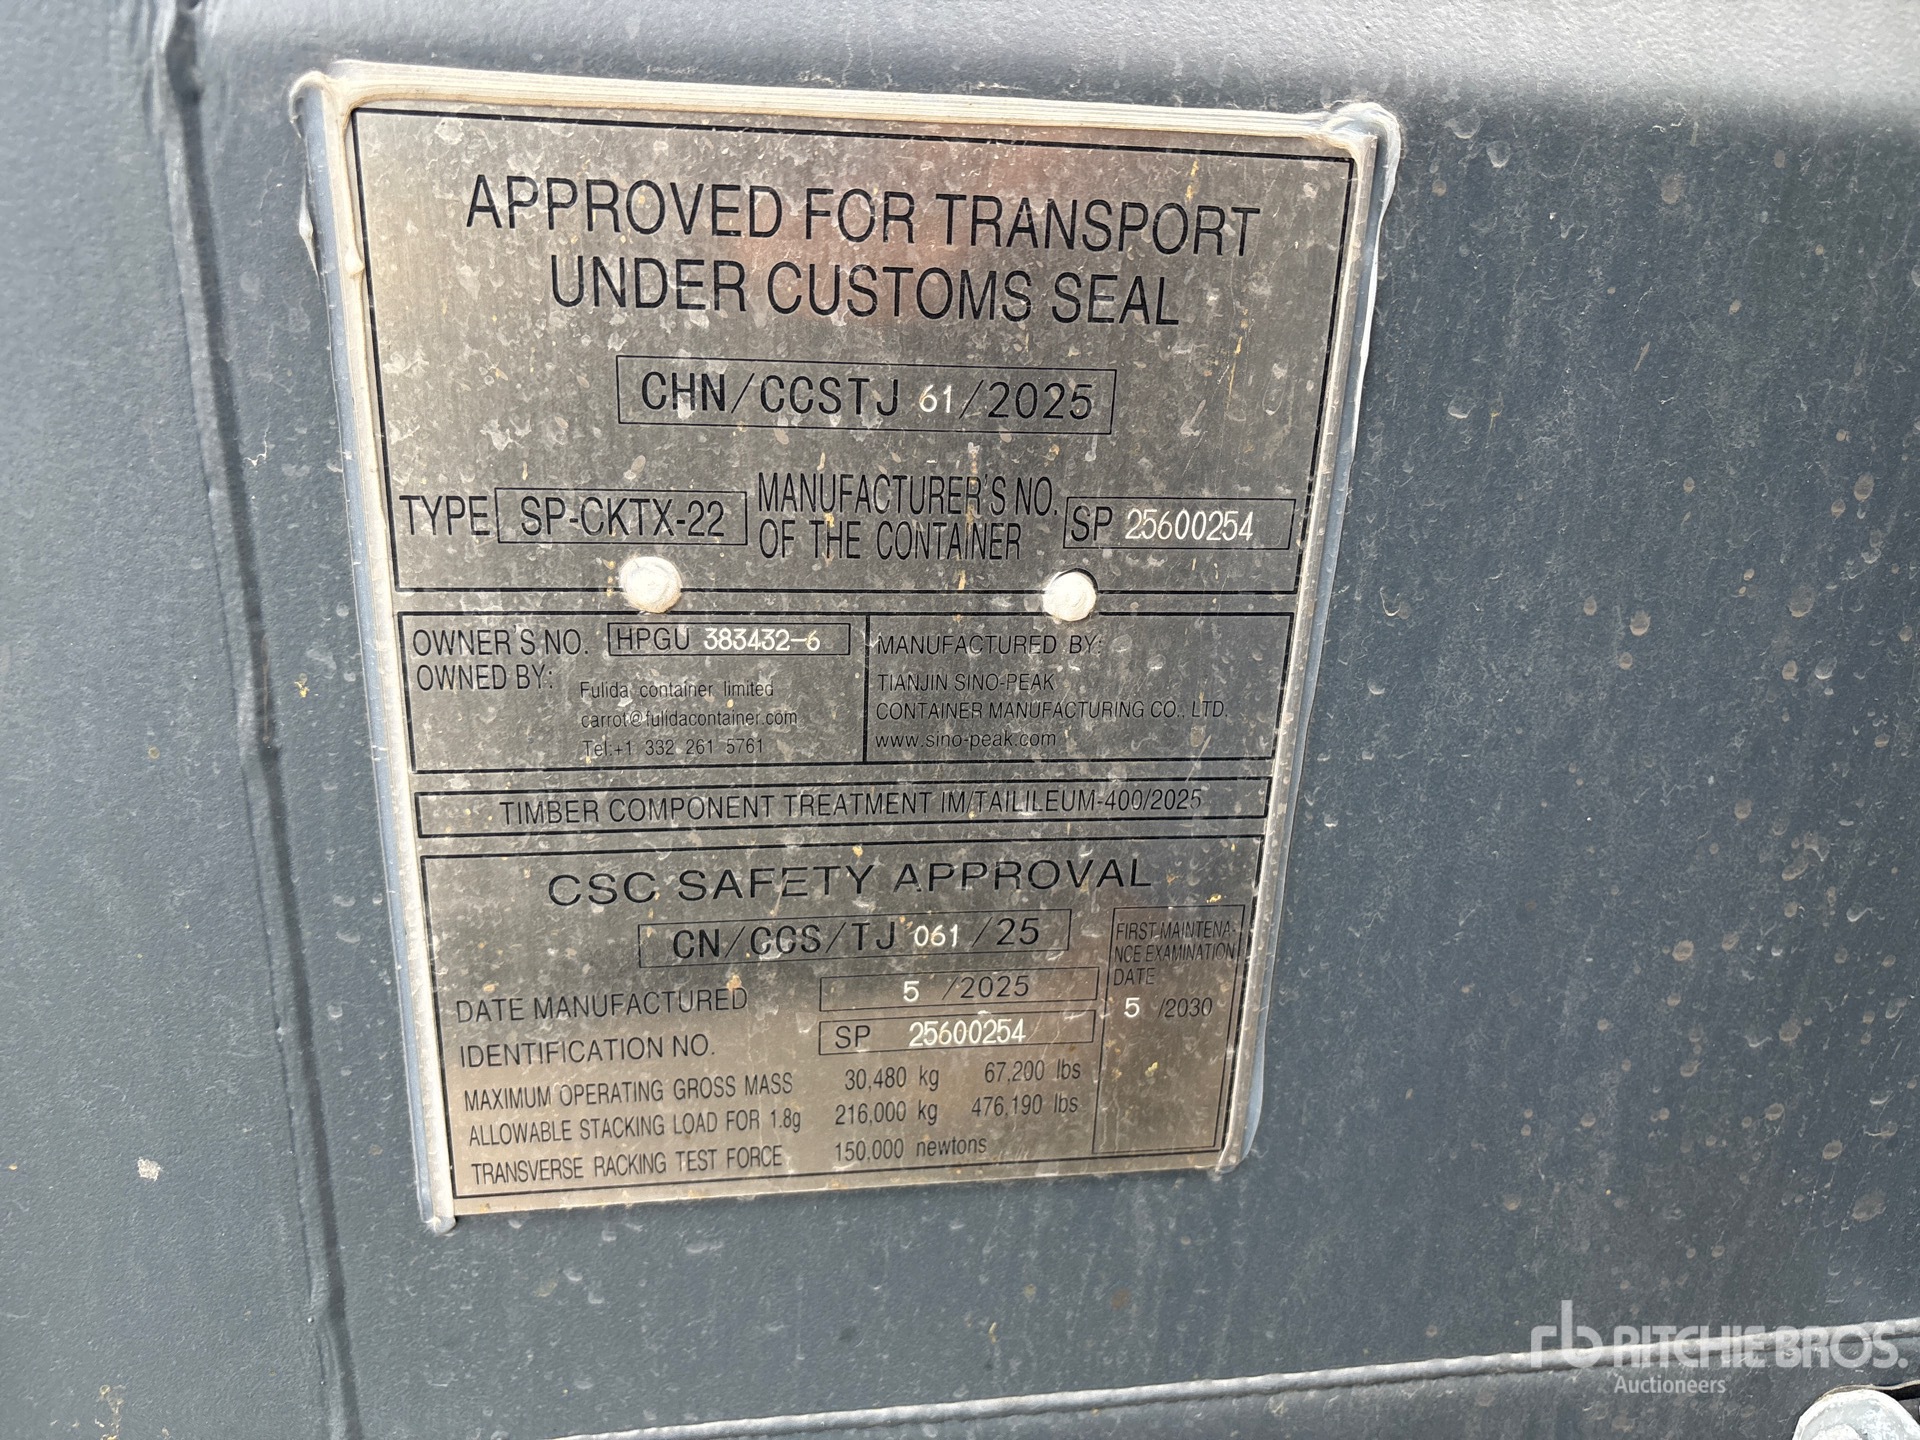 APPROVED FOR TRANSPORT
UNDER CUSTOMS SEAL
CHN/CCSTJ 61/2025
TYPE SP-CKTX-22 MANUFACTURER'S NO.
OF THE CONTAINER SP 25600254
OWNER'S NO. HPGU 383432-6
OWNED BY:
Fulida container limited
carrot@fulidacontainer.com
Tel:+1 332 261 5761
MANUFACTURED BY:
TIANJIN SINO-PEAK
CONTAINER MANUFACTURING CO., LTD.
www.sino-peak.com
TIMBER COMPONENT TREATMENT IM/TAILILEUM-400/2025
CSC SAFETY APPROVAL
CN/CCS/TJ 061 /25
DATE MANUFACTURED 5 /2025
IDENTIFICATION NO. SP 25600254
MAXIMUM OPERATING GROSS MASS 30,480 kg 67,200 lbs
ALLOWABLE STACKING LOAD FOR 1.8g 216,000 kg 476,190 lbs
TRANSVERSE RACKING TEST FORCE 150,000 newtons
FIRST MAINTENA-
NCE EXAMINATION
DATE
5 /2030
rb RITCHIE BROS.
Auctioneers